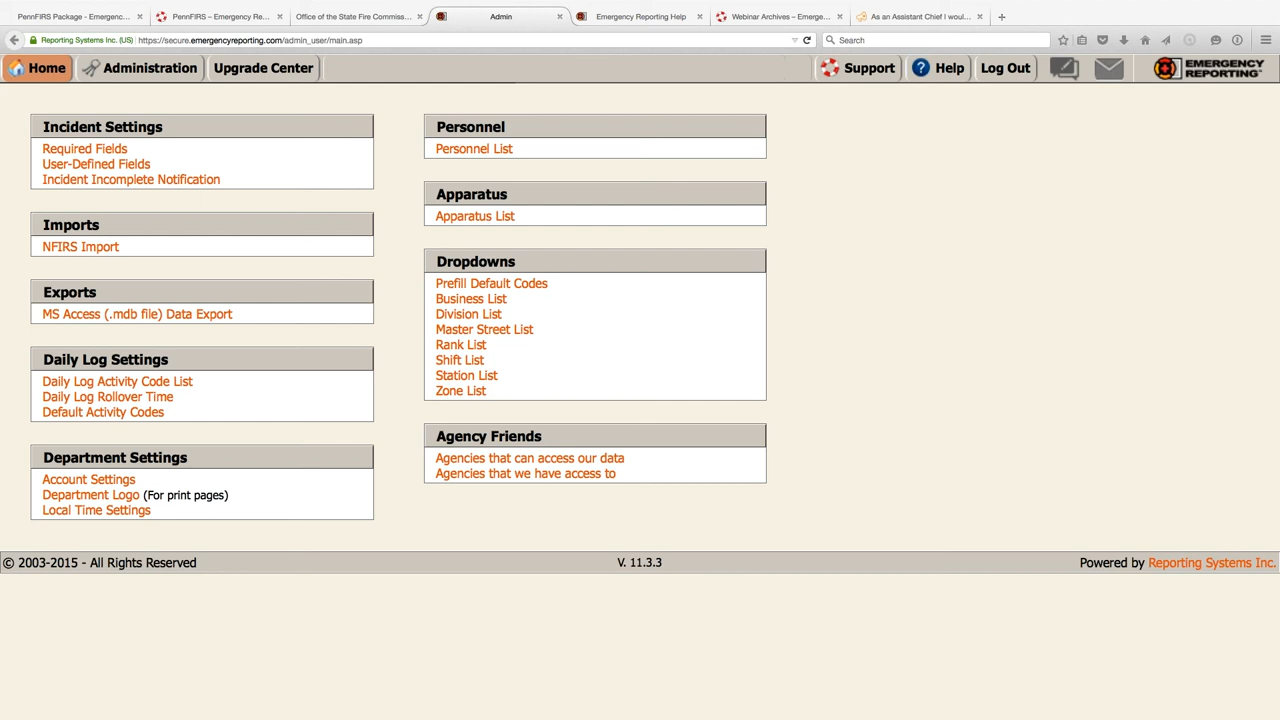 PennFIRS Package - Emergenc...
PennFIRS – Emergency Re...
Office of the State Fire Commiss...
Admin
Emergency Reporting Help
Webinar Archives – Emerge...
As an Assistant Chief I woul...
Reporting Systems Inc. (US)
https://secure.emergencyreporting.com/admin_user/main.asp
Search
Home
Administration
Upgrade Center
Support
Help
Log Out
EMERGENCY
REPORTING™
Incident Settings
Required Fields
User-Defined Fields
Incident Incomplete Notification
Imports
NFIRS Import
Exports
MS Access (.mdb file) Data Export
Daily Log Settings
Daily Log Activity Code List
Daily Log Rollover Time
Default Activity Codes
Department Settings
Account Settings
Department Logo (For print pages)
Local Time Settings
Personnel
Personnel List
Apparatus
Apparatus List
Dropdowns
Prefill Default Codes
Business List
Division List
Master Street List
Rank List
Shift List
Station List
Zone List
Agency Friends
Agencies that can access our data
Agencies that we have access to
© 2003-2015 - All Rights Reserved
V. 11.3.3
Powered by Reporting Systems Inc.